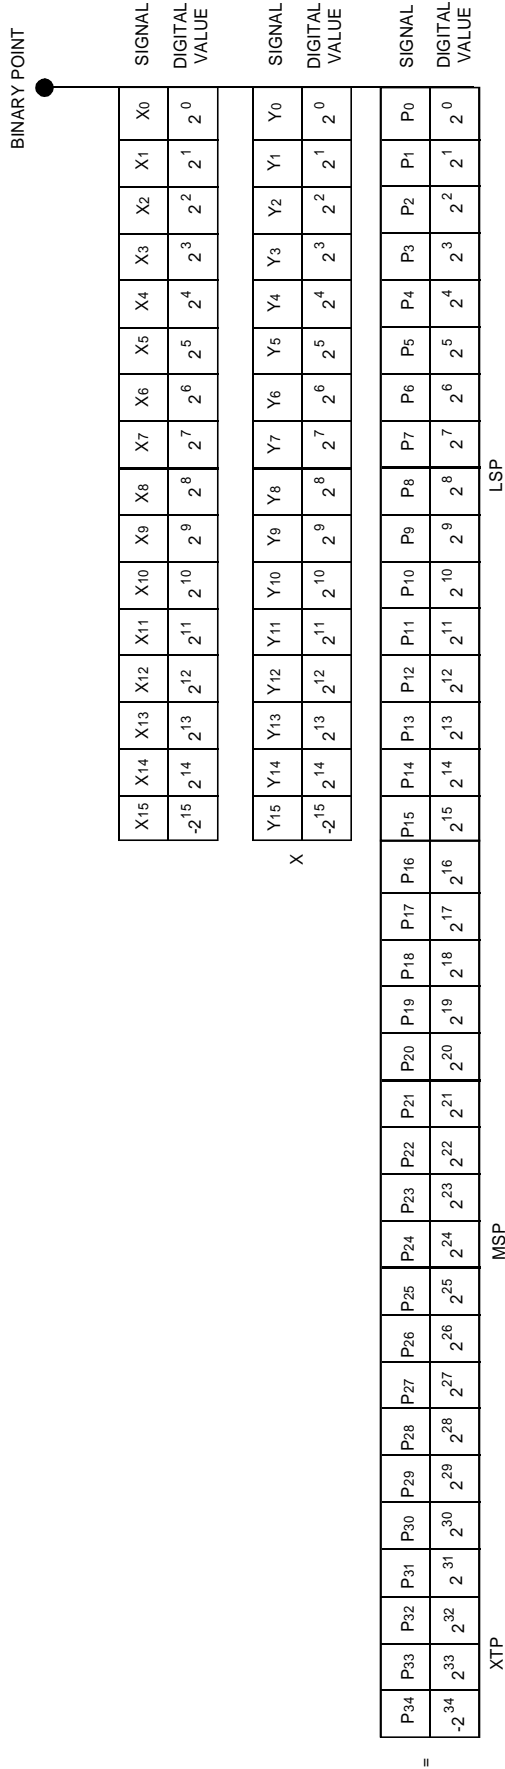 BINARY POINT
X15 X14 X13 X12 X11 X10 X9 X8 X7 X6 X5 X4 X3 X2 X1 X0 SIGNAL
-2^15 2^14 2^13 2^12 2^11 2^10 2^9 2^8 2^7 2^6 2^5 2^4 2^3 2^2 2^1 2^0 DIGITAL VALUE
Y15 Y14 Y13 Y12 Y11 Y10 Y9 Y8 Y7 Y6 Y5 Y4 Y3 Y2 Y1 Y0 SIGNAL
X -2^15 2^14 2^13 2^12 2^11 2^10 2^9 2^8 2^7 2^6 2^5 2^4 2^3 2^2 2^1 2^0 DIGITAL VALUE
P34 P33 P32 P31 P30 P29 P28 P27 P26 P25 P24 P23 P22 P21 P20 P19 P18 P17 P16 P15 P14 P13 P12 P11 P10 P9 P8 P7 P6 P5 P4 P3 P2 P1 P0 SIGNAL
= -2^34 2^33 2^32 2^31 2^30 2^29 2^28 2^27 2^26 2^25 2^24 2^23 2^22 2^21 2^20 2^19 2^18 2^17 2^16 2^15 2^14 2^13 2^12 2^11 2^10 2^9 2^8 2^7 2^6 2^5 2^4 2^3 2^2 2^1 2^0 DIGITAL VALUE
XTP MSP LSP